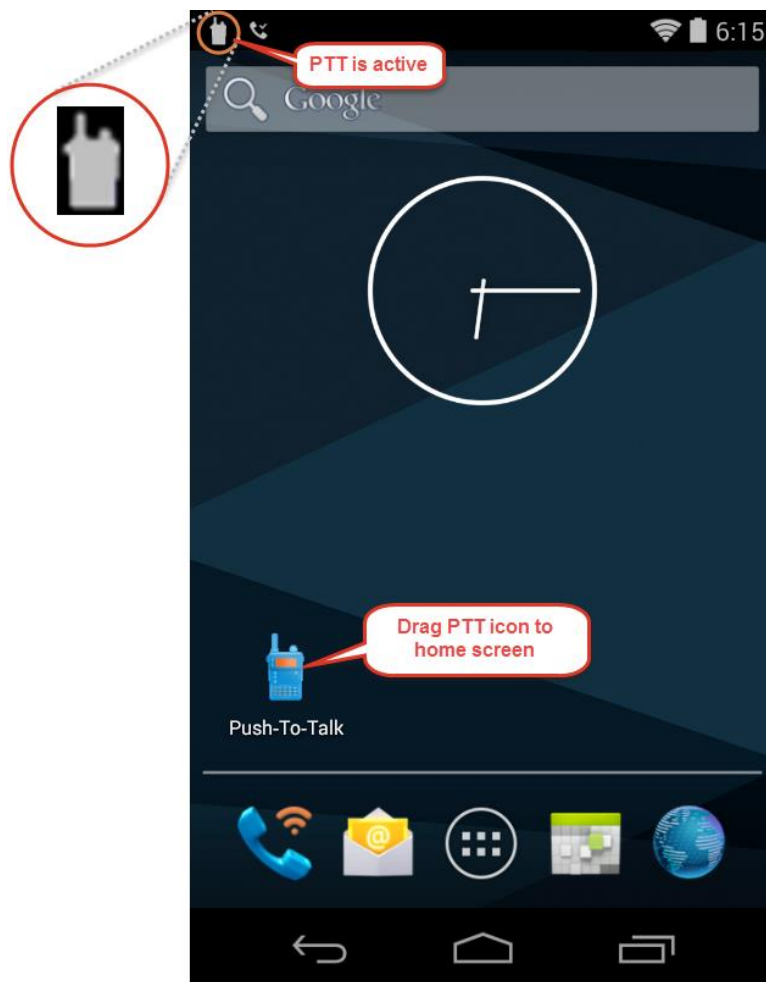 6:15
PTT is active
Google
Drag PTT icon to
home screen
Push-To-Talk
@